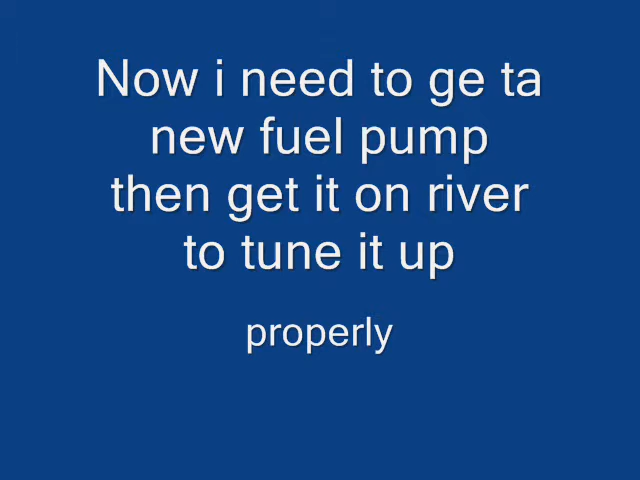 Now i need to ge ta
new fuel pump
then get it on river
to tune it up
properly